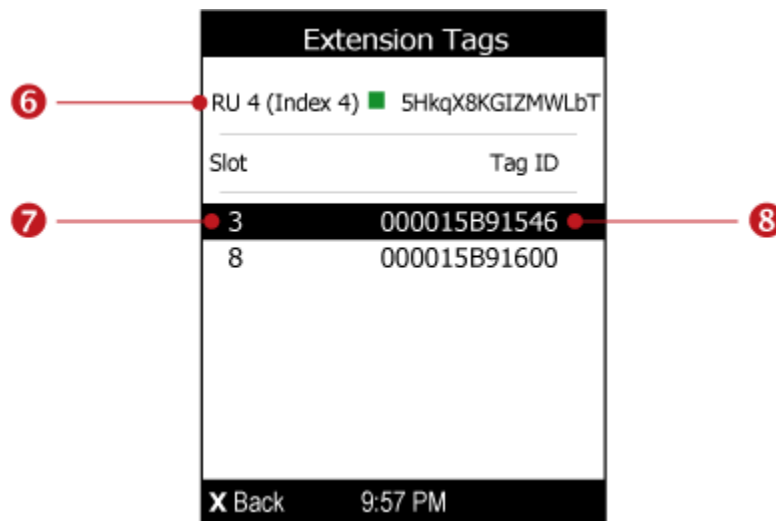 Extension Tags
6 RU 4 (Index 4) 5HkqX8KGIZMWLbT
Slot Tag ID
7 3 000015B91546 8
8 000015B91600
X Back 9:57 PM